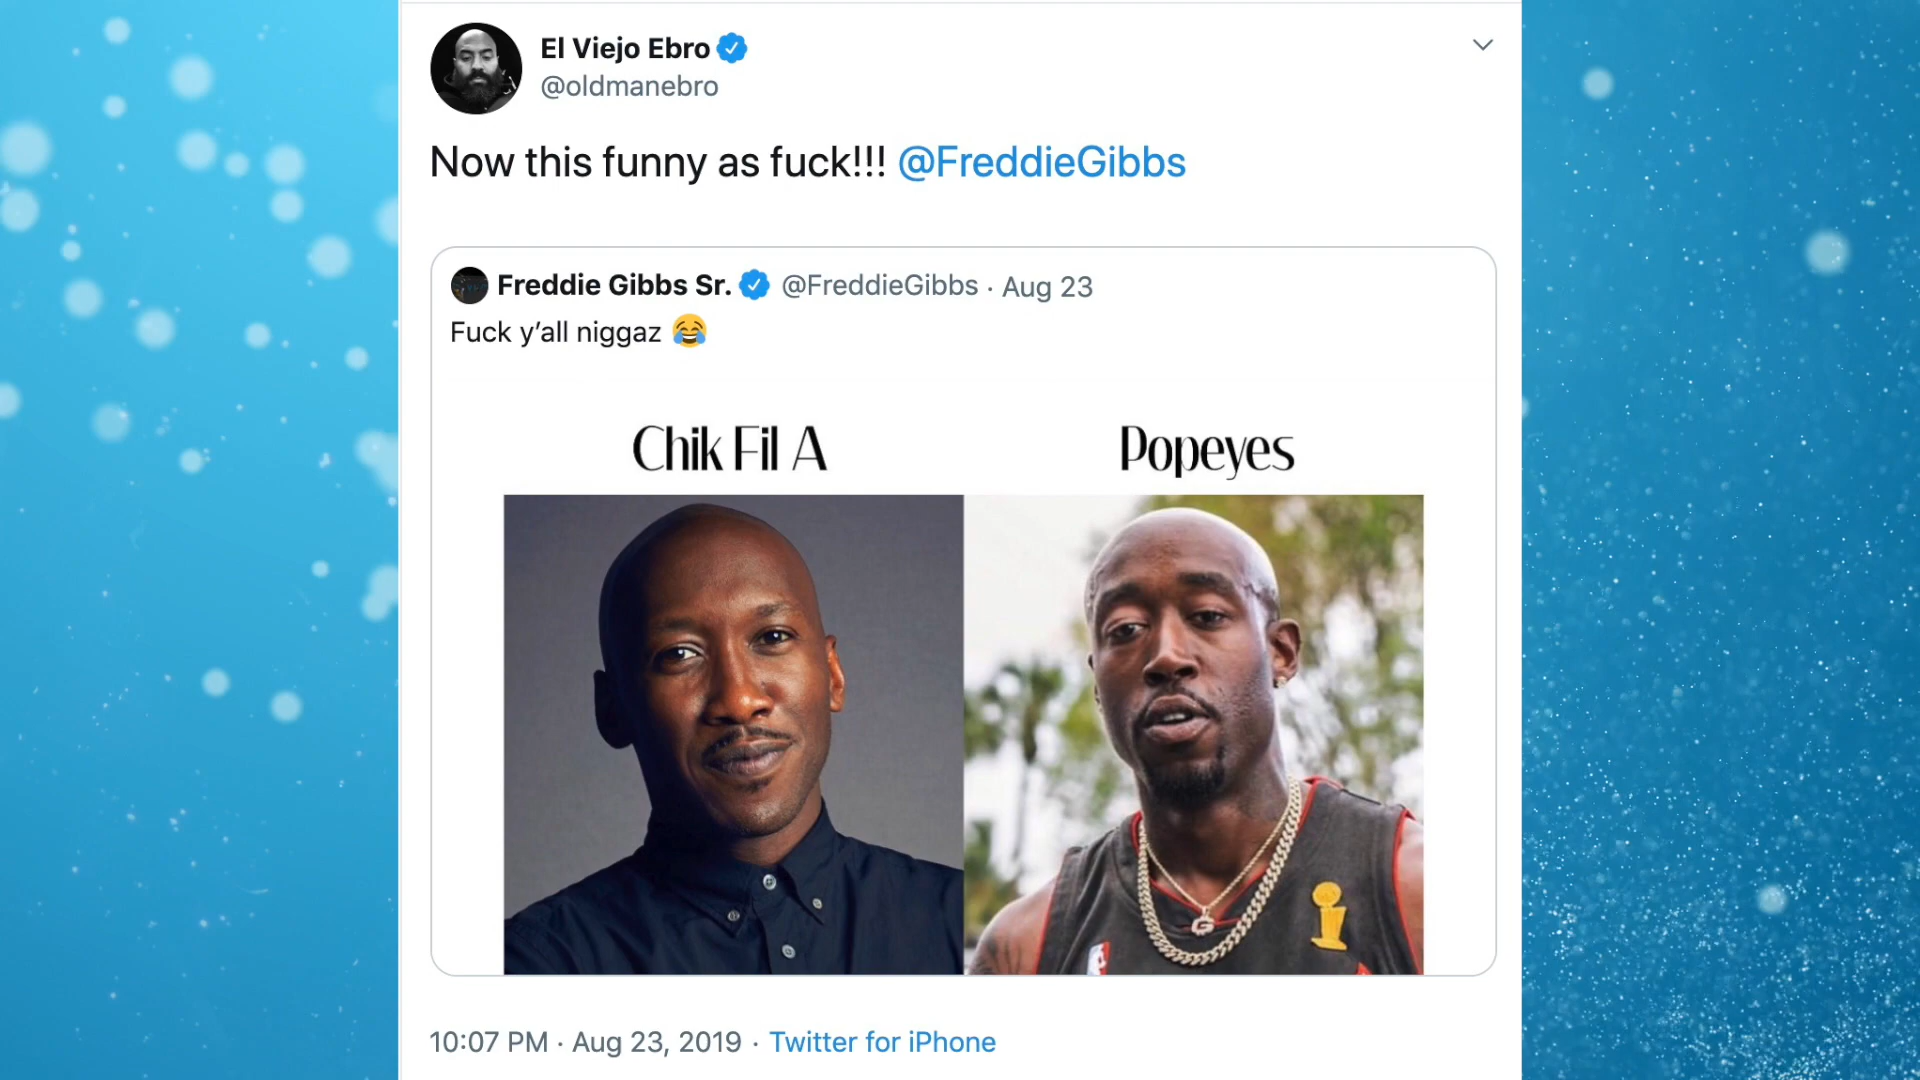 El Viejo Ebro
@oldmanebro
Now this funny as fuck!!! @FreddieGibbs
Freddie Gibbs Sr. @FreddieGibbs · Aug 23
Fuck y’all niggaz 😂
Chik Fil A
Popeyes
G
10:07 PM · Aug 23, 2019 · Twitter for iPhone